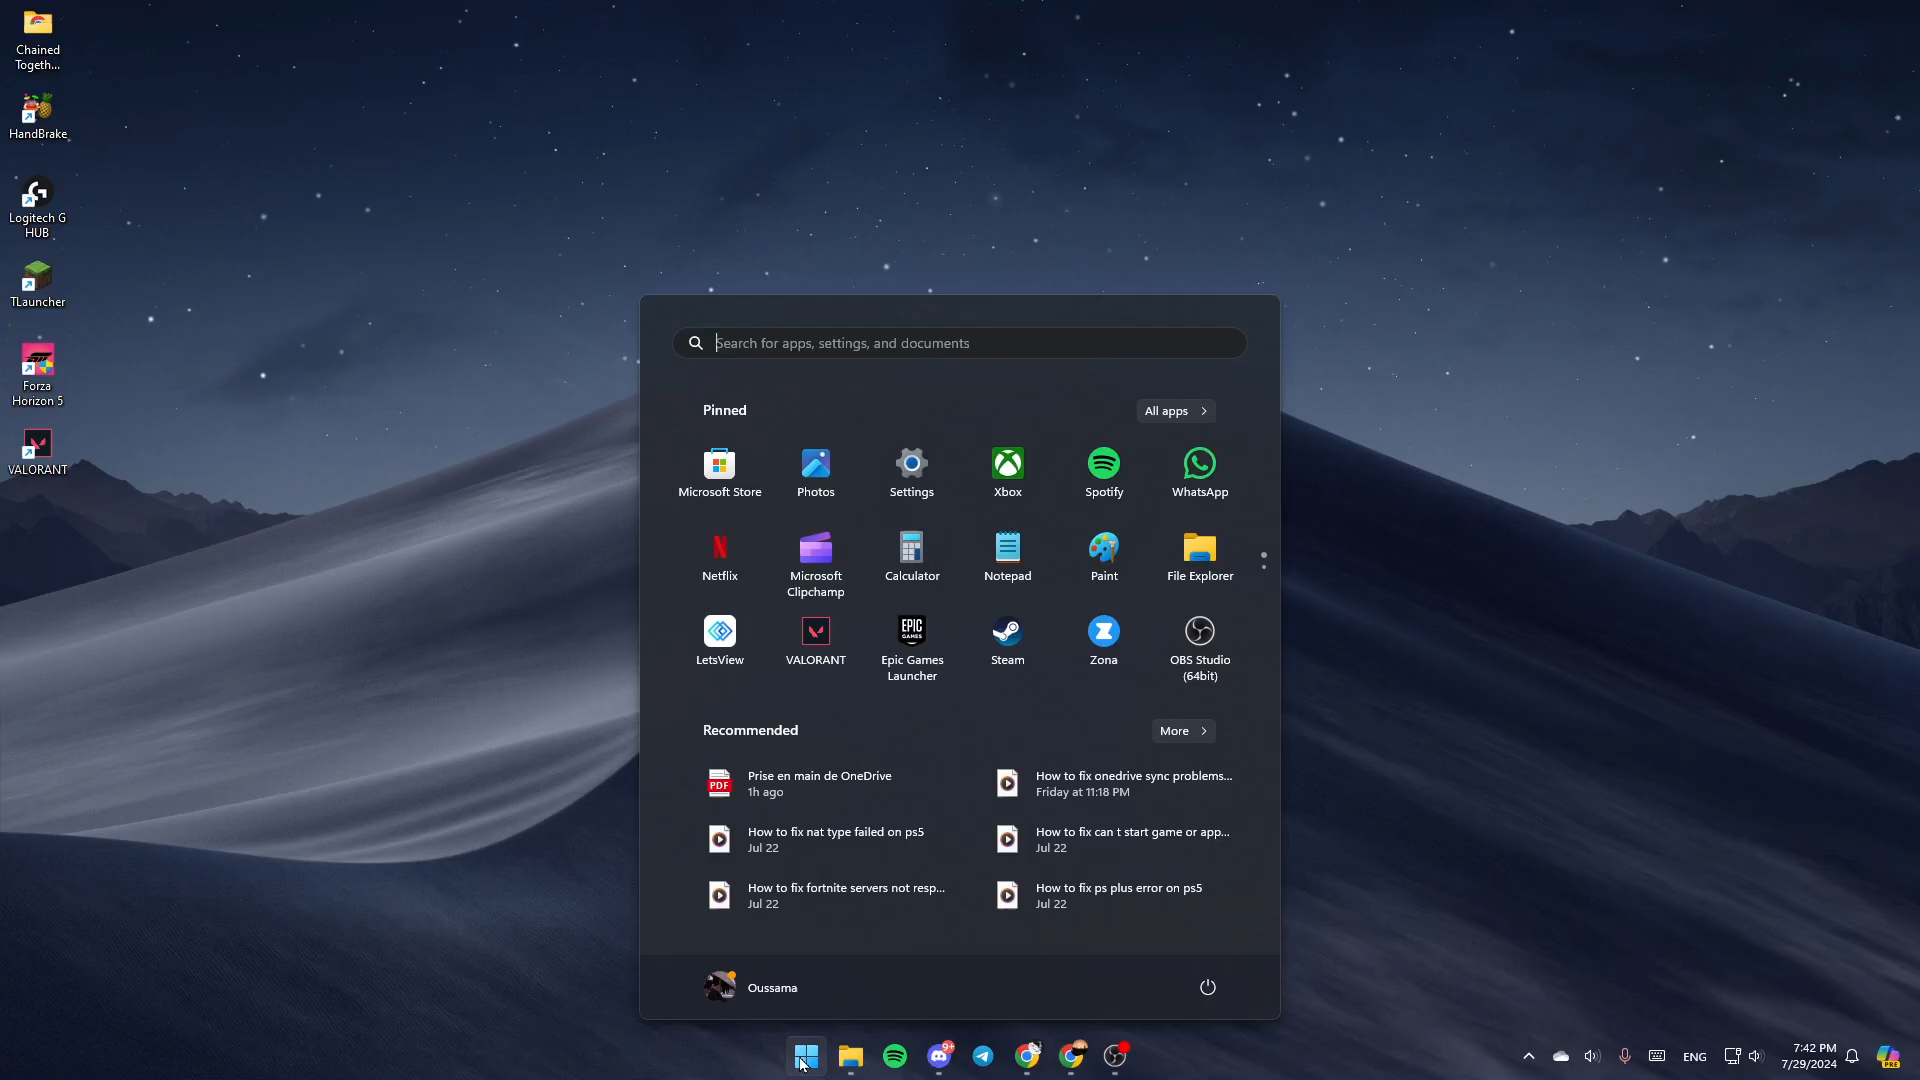 Chained
Togeth...
HandBrake
Logitech G
HUB
TLauncher
Forza
Horizon 5
VALORANT
Search for apps, settings, and documents
Pinned
All apps
Microsoft Store
Photos
Settings
Xbox
Spotify
WhatsApp
Netflix
Microsoft
Clipchamp
Calculator
Notepad
Paint
File Explorer
LetsView
VALORANT
EPIC
GAMES
Epic Games
Launcher
Steam
Zona
OBS Studio
(64bit)
Recommended
More
PDF
Prise en main de OneDrive
1h ago
How to fix onedrive sync problems...
Friday at 11:18 PM
How to fix nat type failed on ps5
Jul 22
How to fix can t start game or app...
Jul 22
How to fix fortnite servers not resp...
Jul 22
How to fix ps plus error on ps5
Jul 22
Oussama
9+
ENG
7:42 PM
7/29/2024
PRE